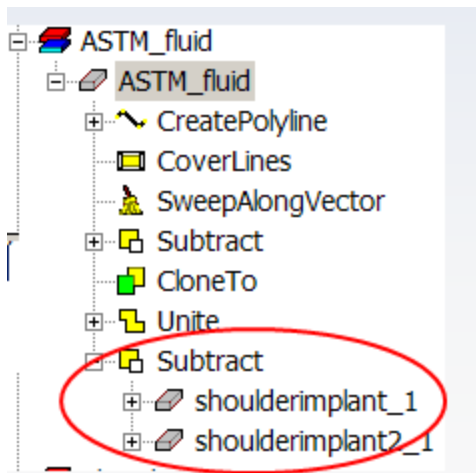 ASTM_fluid
ASTM_fluid
CreatePolyline
CoverLines
SweepAlongVector
Subtract
CloneTo
Unite
Subtract
shoulderimplant_1
shoulderimplant2_1